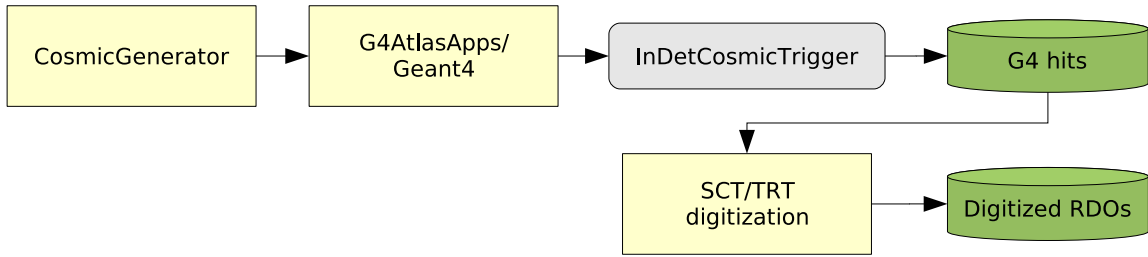 CosmicGenerator
G4AtlasApps/
Geant4
InDetCosmicTrigger
G4 hits
SCT/TRT
digitization
Digitized RDOs